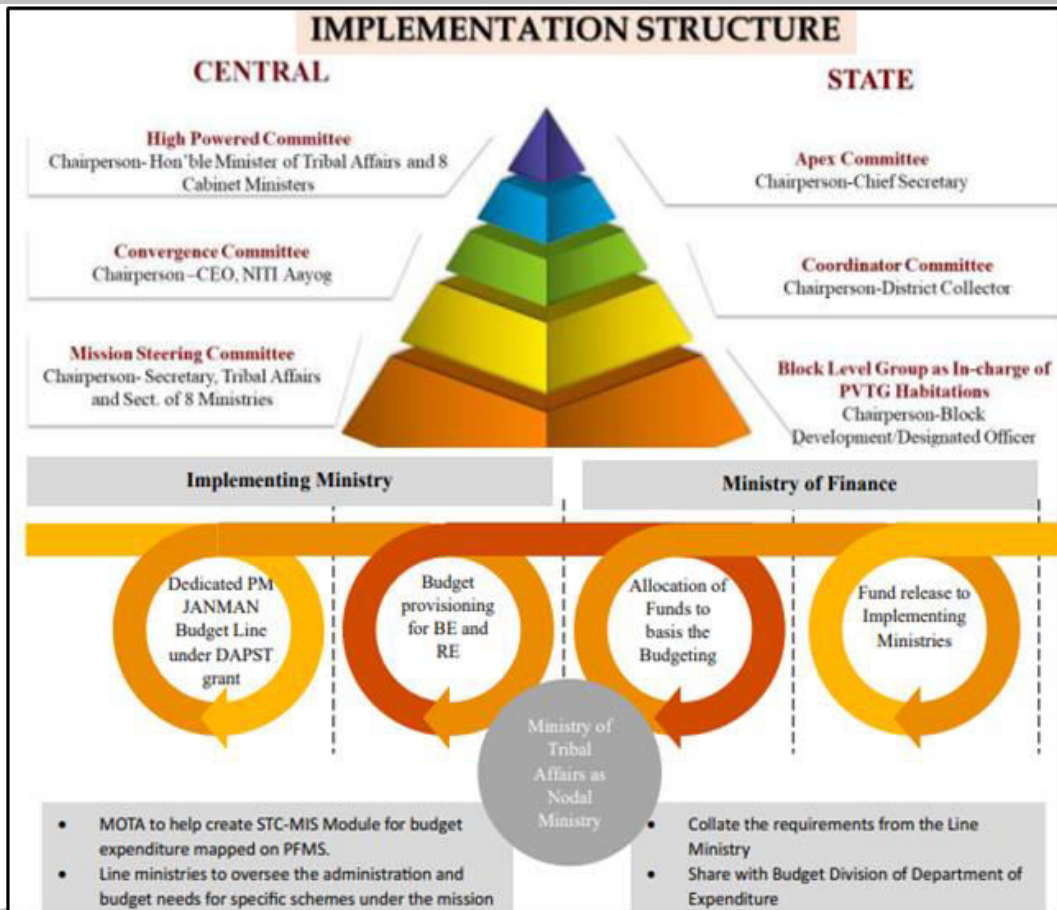 IMPLEMENTATION STRUCTURE
CENTRAL
High Powered Committee
Chairperson- Hon'ble Minister of Tribal Affairs and 8
Cabinet Ministers
Convergence Committee
Chairperson –CEO, NITI Aayog
Mission Steering Committee
Chairperson- Secretary, Tribal Affairs
and Sect. of 8 Ministries
STATE
Apex Committee
Chairperson-Chief Secretary
Coordinator Committee
Chairperson-District Collector
Block Level Group as In-charge of
PVTG Habitations
Chairperson-Block
Development/Designated Officer
Implementing Ministry
Ministry of Finance
Dedicated PM
JANMAN
Budget Line
under DAPST
grant
Budget
provisioning
for BE and
RE
Allocation of
Funds to
basis the
Budgeting
Fund release to
Implementing
Ministries
Ministry of
Tribal
Affairs as
Nodal
Ministry
• MOTA to help create STC-MIS Module for budget
expenditure mapped on PFMS.
• Line ministries to oversee the administration and
budget needs for specific schemes under the mission
• Collate the requirements from the Line
Ministry
• Share with Budget Division of Department of
Expenditure